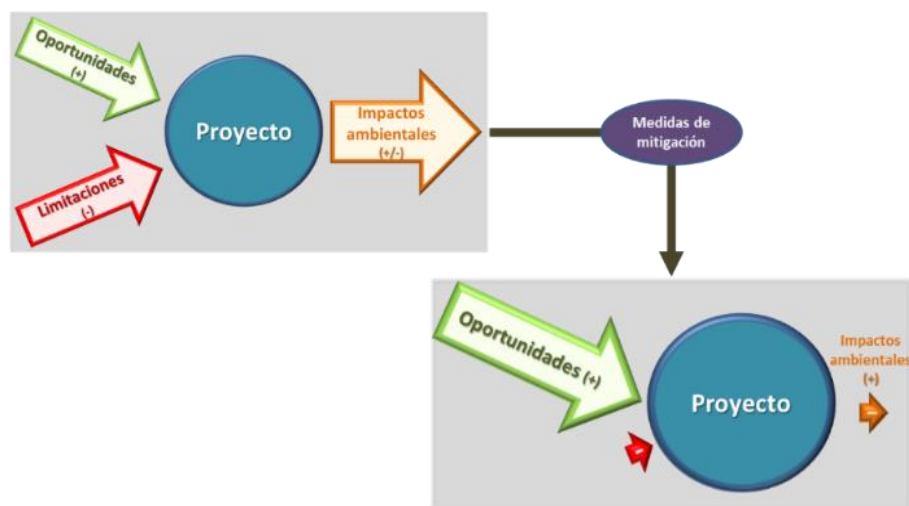 Oportunidades
(+)
Proyecto
Impactos
ambientales
(+/-)
Limitaciones
(-)
Medidas de
mitigación
Oportunidades (+)
Proyecto
Impactos
ambientales
(+)
-
-